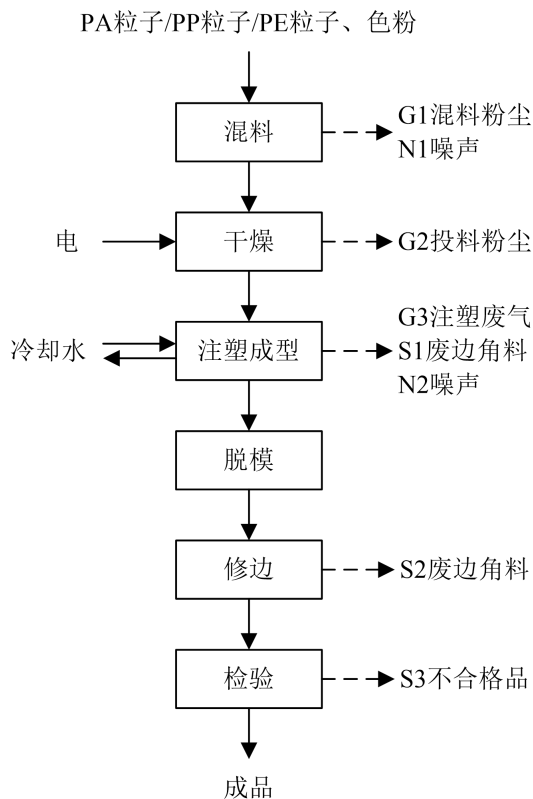 PA粒子/PP粒子/PE粒子、色粉
混料
G1混料粉尘
N1噪声
电
干燥
G2投料粉尘
冷却水
注塑成型
G3注塑废气
S1废边角料
N2噪声
脱模
修边
S2废边角料
检验
S3不合格品
成品